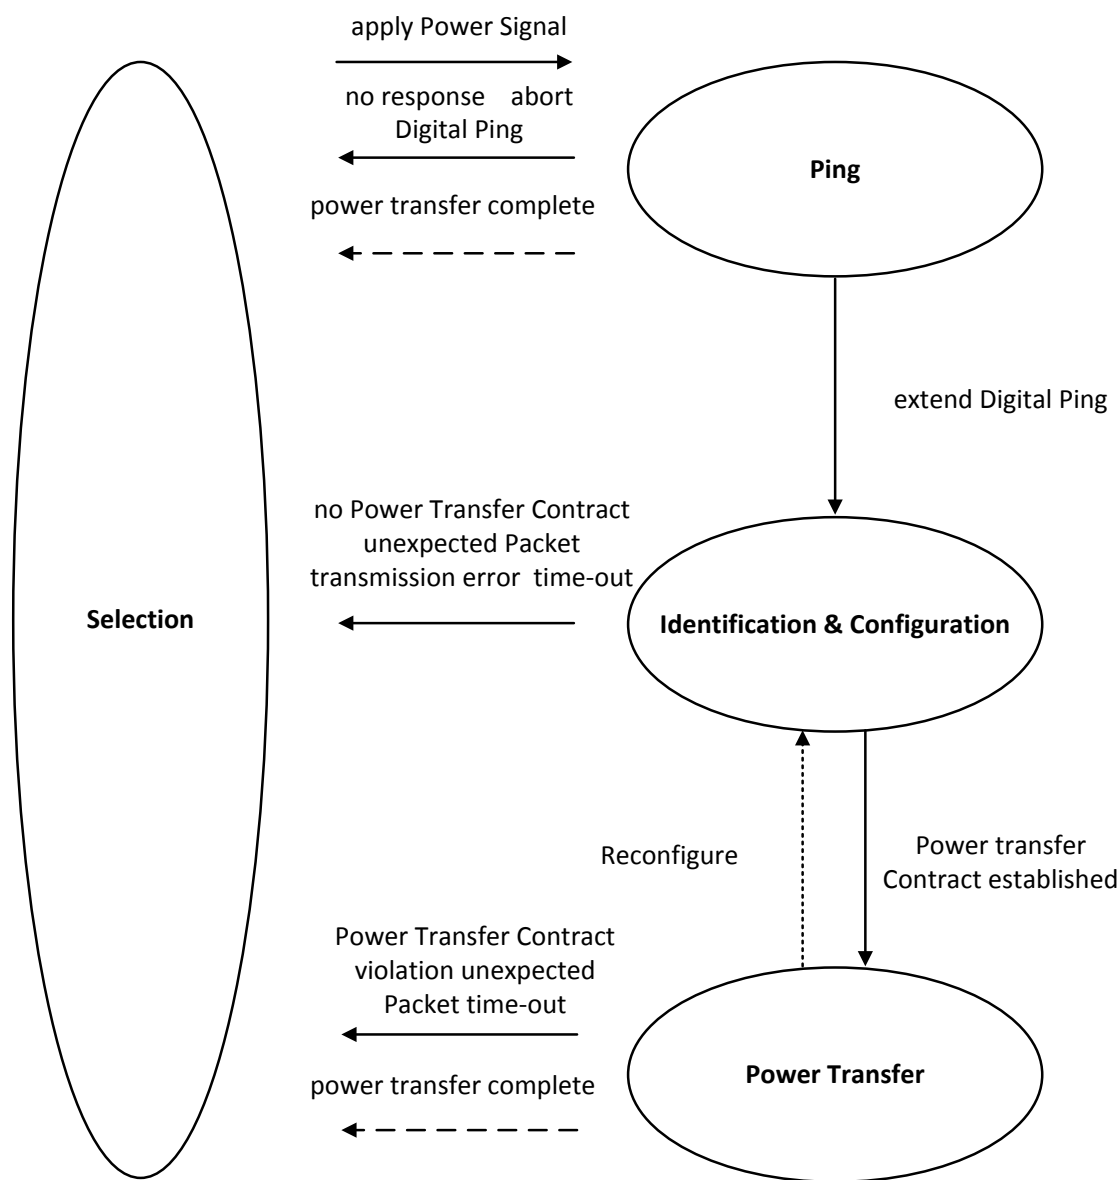 apply Power Signal
no response abort
Digital Ping
power transfer complete
Ping
extend Digital Ping
no Power Transfer Contract
unexpected Packet
transmission error time-out
Selection
Identification & Configuration
Reconfigure
Power transfer
Contract established
Power Transfer Contract
violation unexpected
Packet time-out
power transfer complete
Power Transfer